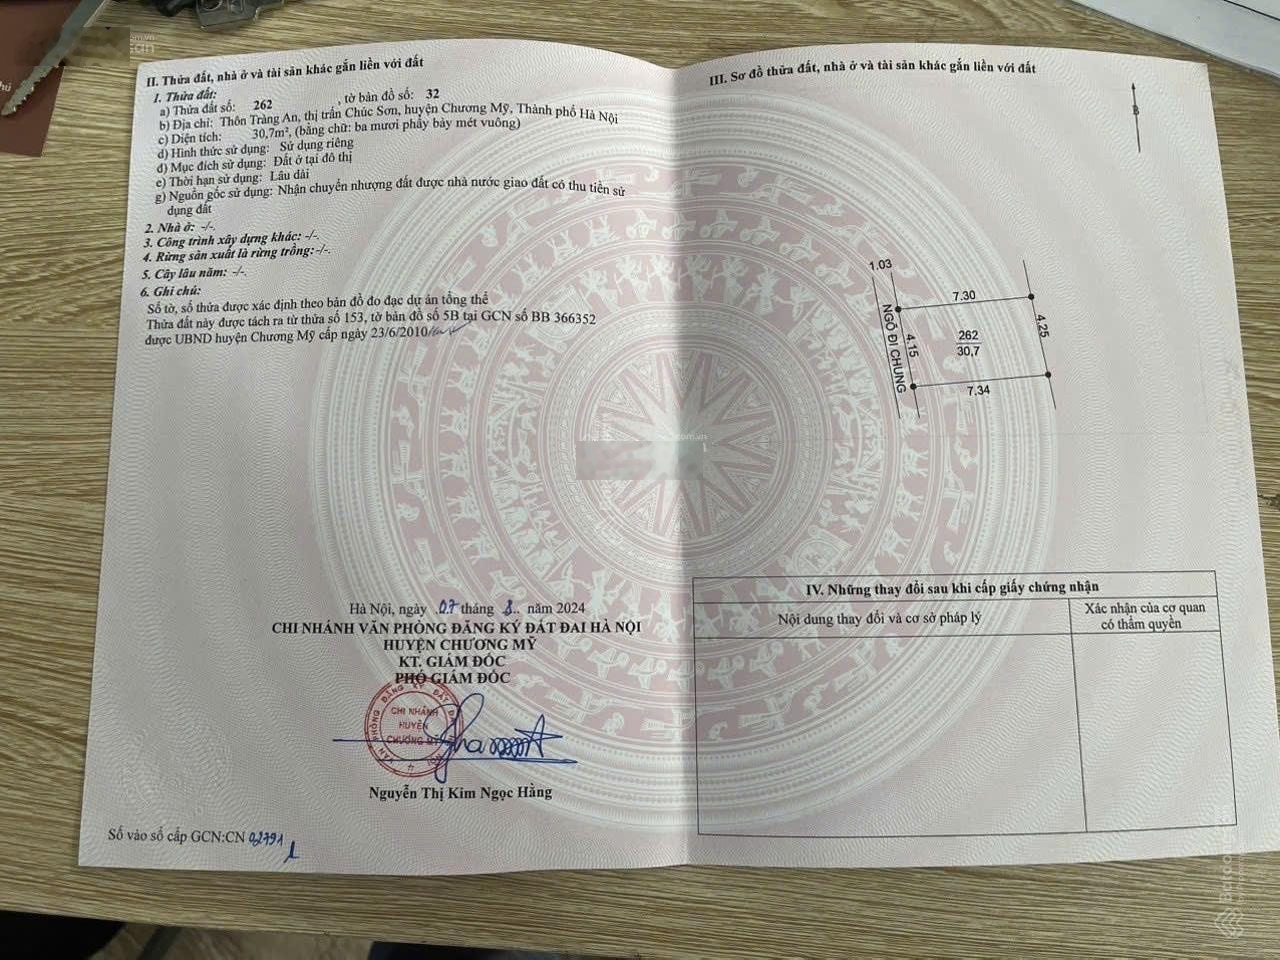 II. Thửa đất, nhà ở và tài sản khác gắn liền với đất
1. Thửa đất:
a) Thửa đất số: 262 , tờ bản đồ số: 32
b) Địa chỉ: Thôn Tràng An, thị trấn Chúc Sơn, huyện Chương Mỹ, Thành phố Hà Nội
c) Diện tích: 30,7m², (bằng chữ: ba mươi phẩy bảy mét vuông)
d) Hình thức sử dụng: Sử dụng riêng
đ) Mục đích sử dụng: Đất ở tại đô thị
e) Thời hạn sử dụng: Lâu dài
g) Nguồn gốc sử dụng: Nhận chuyển nhượng đất được nhà nước giao đất có thu tiền sử
dụng đất
2. Nhà ở: -/-.
3. Công trình xây dựng khác: -/-.
4. Rừng sản xuất là rừng trồng: -/-.
5. Cây lâu năm: -/-.
6. Ghi chú:
Số tờ, số thửa được xác định theo bản đồ đo đạc dự án tổng thể
Thửa đất này được tách ra từ thửa số 153, tờ bản đồ số 5B tại GCN số BB 366352
được UBND huyện Chương Mỹ cấp ngày 23/6/2010
Hà Nội, ngày 07 tháng 8 năm 2024
CHI NHÁNH VĂN PHÒNG ĐĂNG KÝ ĐẤT ĐAI HÀ NỘI
HUYỆN CHƯƠNG MỸ
KT. GIÁM ĐỐC
PHÓ GIÁM ĐỐC
CHI NHÁNH
HUYỆN
CHƯƠNG MỸ
Nguyễn Thị Kim Ngọc Hằng
Số vào sổ cấp GCN:CN 02791
III. Sơ đồ thửa đất, nhà ở và tài sản khác gắn liền với đất
B
1.03
7.30
4.25
NGÕ ĐI CHUNG
4.15
262
30,7
7.34
IV. Những thay đổi sau khi cấp giấy chứng nhận
Nội dung thay đổi và cơ sở pháp lý
Xác nhận của cơ quan
có thẩm quyền